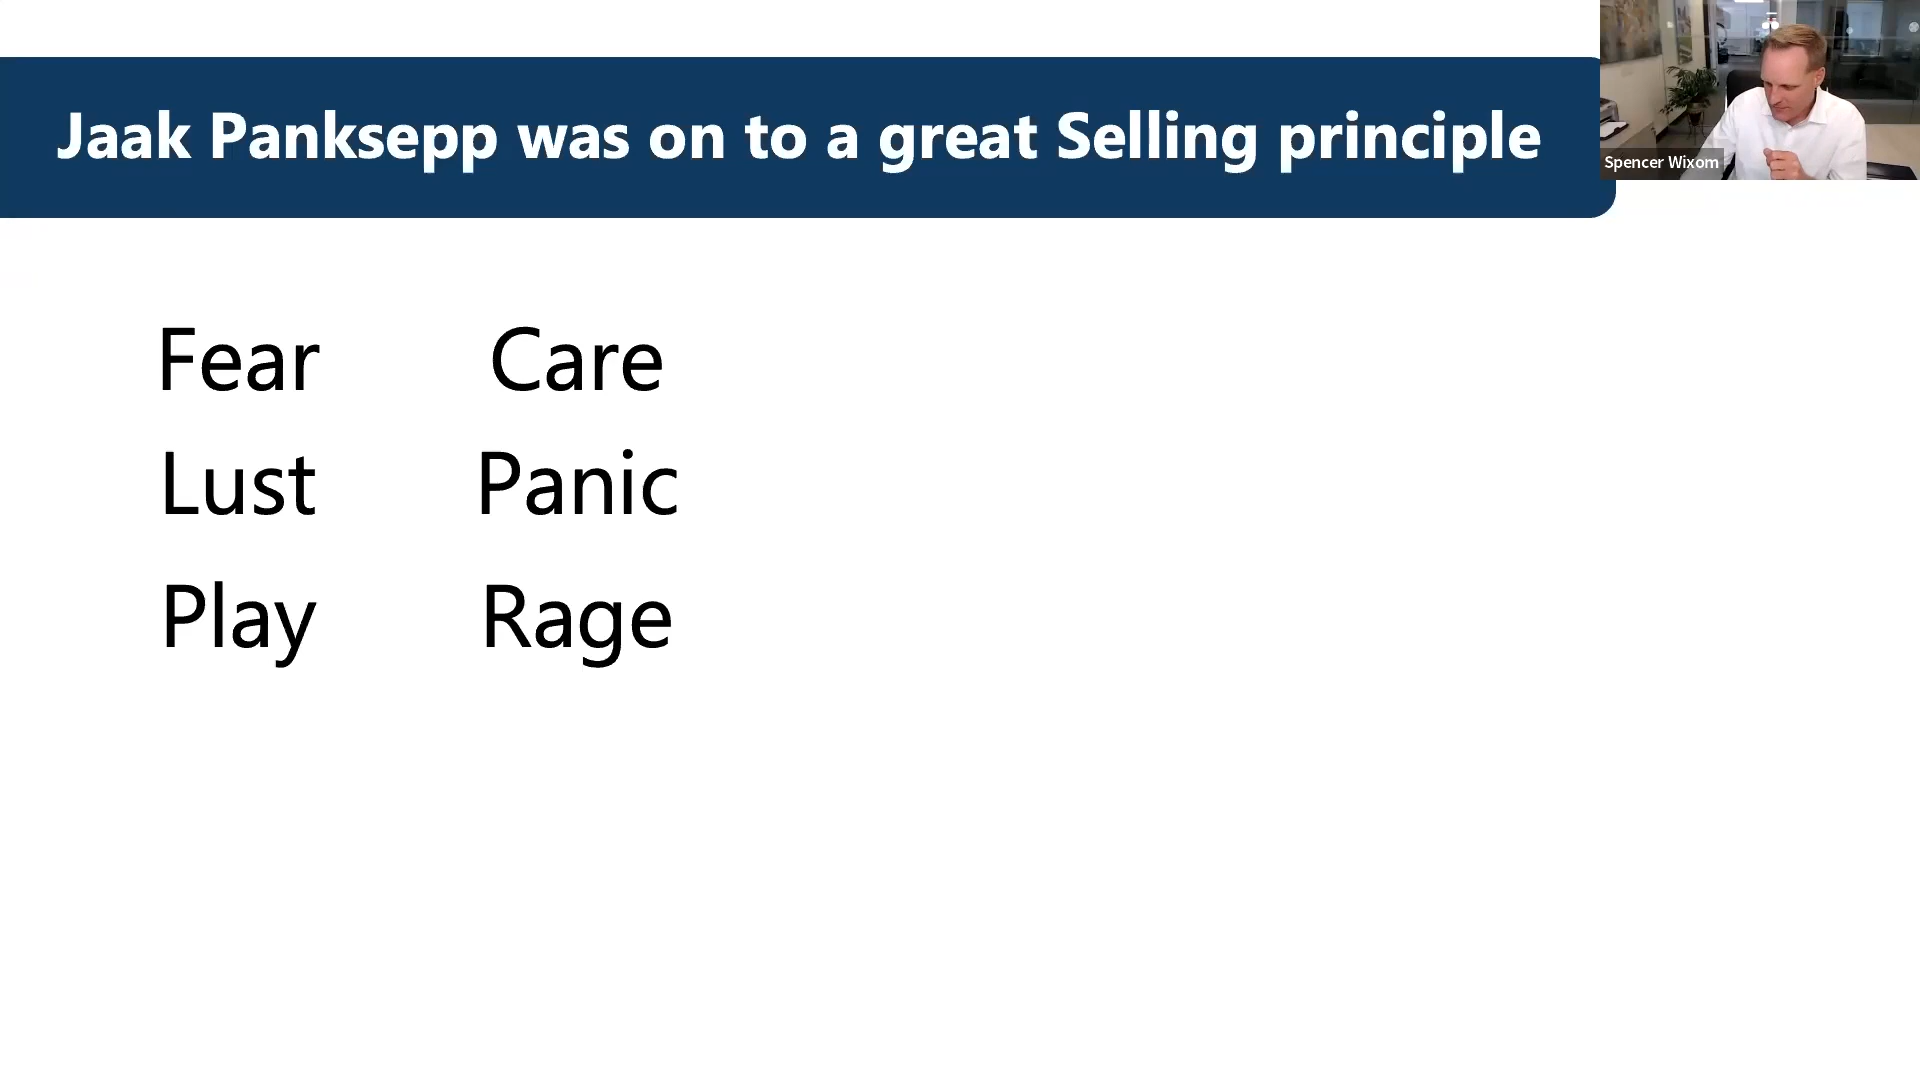 Jaak Panksepp was on to a great Selling principle
Spencer Wixom
Fear Care
Lust Panic
Play Rage